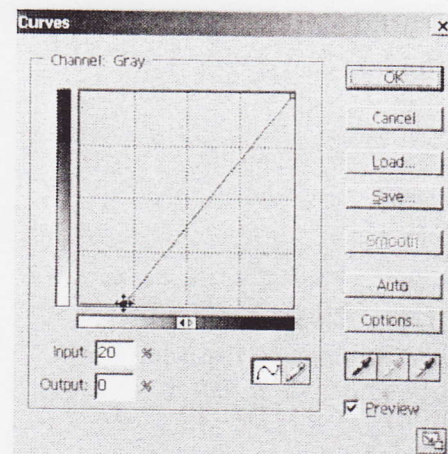 Curves
Channel: Gray
OK
Cancel
Load...
Save...
Smooth
Auto
Options...
Input: 20 %
Output: 0 %
Preview